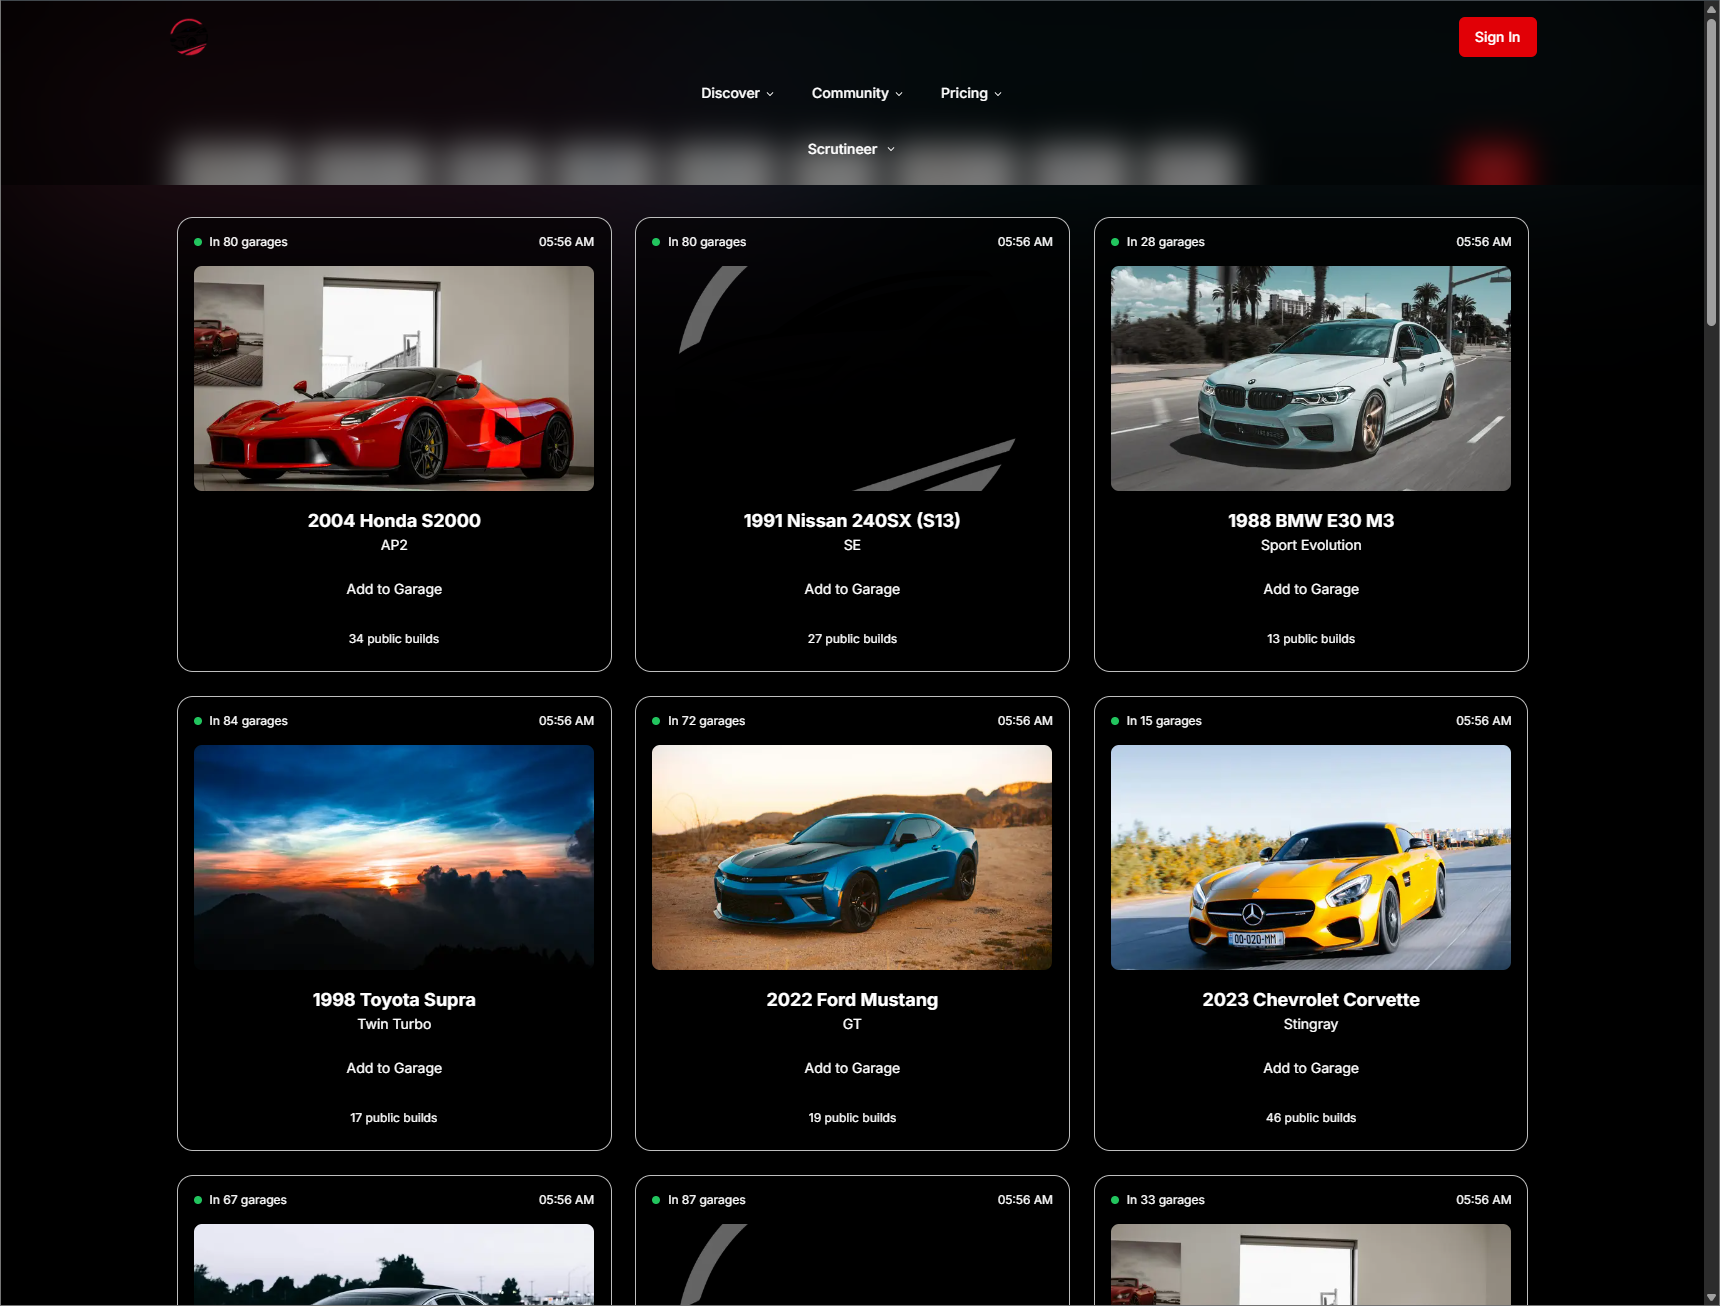 Sign In
Discover
Community
Pricing
Scrutineer
In 80 garages
05:56 AM
2004 Honda S2000
AP2
Add to Garage
34 public builds
In 80 garages
05:56 AM
1991 Nissan 240SX (S13)
SE
Add to Garage
27 public builds
In 28 garages
05:56 AM
1988 BMW E30 M3
Sport Evolution
Add to Garage
13 public builds
In 84 garages
05:56 AM
1998 Toyota Supra
Twin Turbo
Add to Garage
17 public builds
In 72 garages
05:56 AM
2022 Ford Mustang
GT
Add to Garage
19 public builds
In 15 garages
05:56 AM
00-020-MM
2023 Chevrolet Corvette
Stingray
Add to Garage
46 public builds
In 67 garages
05:56 AM
In 87 garages
05:56 AM
In 33 garages
05:56 AM